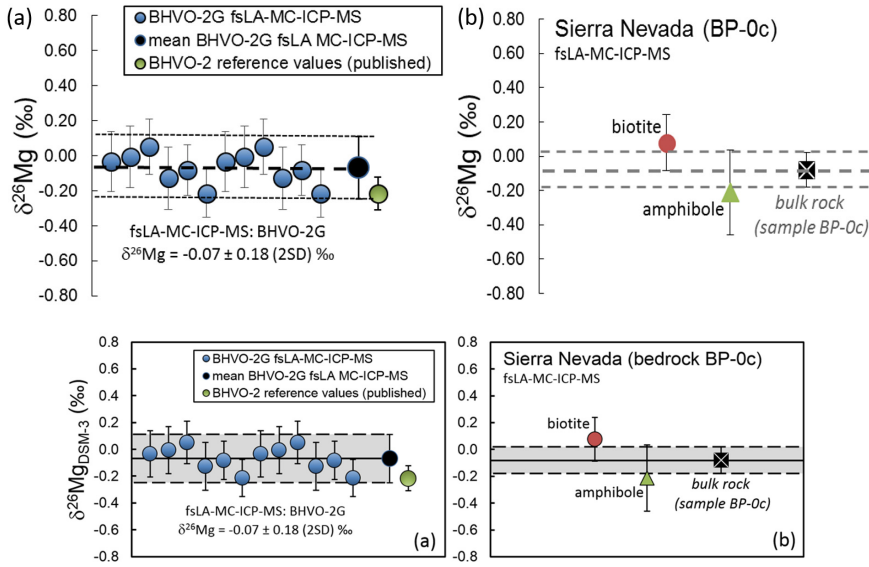 (a)
BHVO-2G fsLA-MC-ICP-MS
mean BHVO-2G fsLA MC-ICP-MS
BHVO-2 reference values (published)
δ26Mg (‰)
0.80
0.60
0.40
0.20
0.00
-0.20
-0.40
-0.60
-0.80
fsLA-MC-ICP-MS: BHVO-2G
δ26Mg = -0.07 ± 0.18 (2SD) ‰
(b)
Sierra Nevada (BP-0c)
fsLA-MC-ICP-MS
δ26Mg (‰)
0.80
0.60
0.40
0.20
0.00
-0.20
-0.40
-0.60
-0.80
biotite
amphibole
bulk rock
(sample BP-0c)
δ26MgDSM-3 (‰)
0.8
0.6
0.4
0.2
0.0
-0.2
-0.4
-0.6
-0.8
BHVO-2G fsLA-MC-ICP-MS
mean BHVO-2G fsLA MC-ICP-MS
BHVO-2 reference values (published)
fsLA-MC-ICP-MS: BHVO-2G
δ26Mg = -0.07 ± 0.18 (2SD) ‰
(a)
0.8
0.6
0.4
0.2
0.0
-0.2
-0.4
-0.6
-0.8
Sierra Nevada (bedrock BP-0c)
fsLA-MC-ICP-MS
biotite
amphibole
bulk rock
(sample BP-0c)
(b)